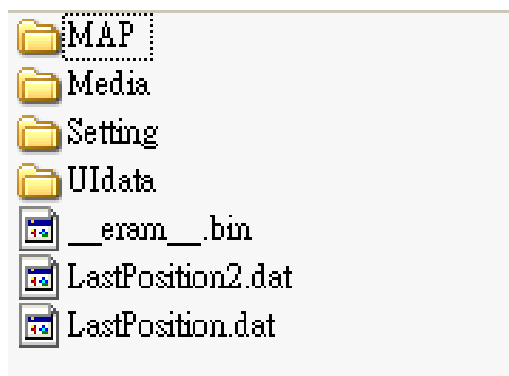 MAP
Media
Setting
UIdata
__eram__.bin
LastPosition2.dat
LastPosition.dat